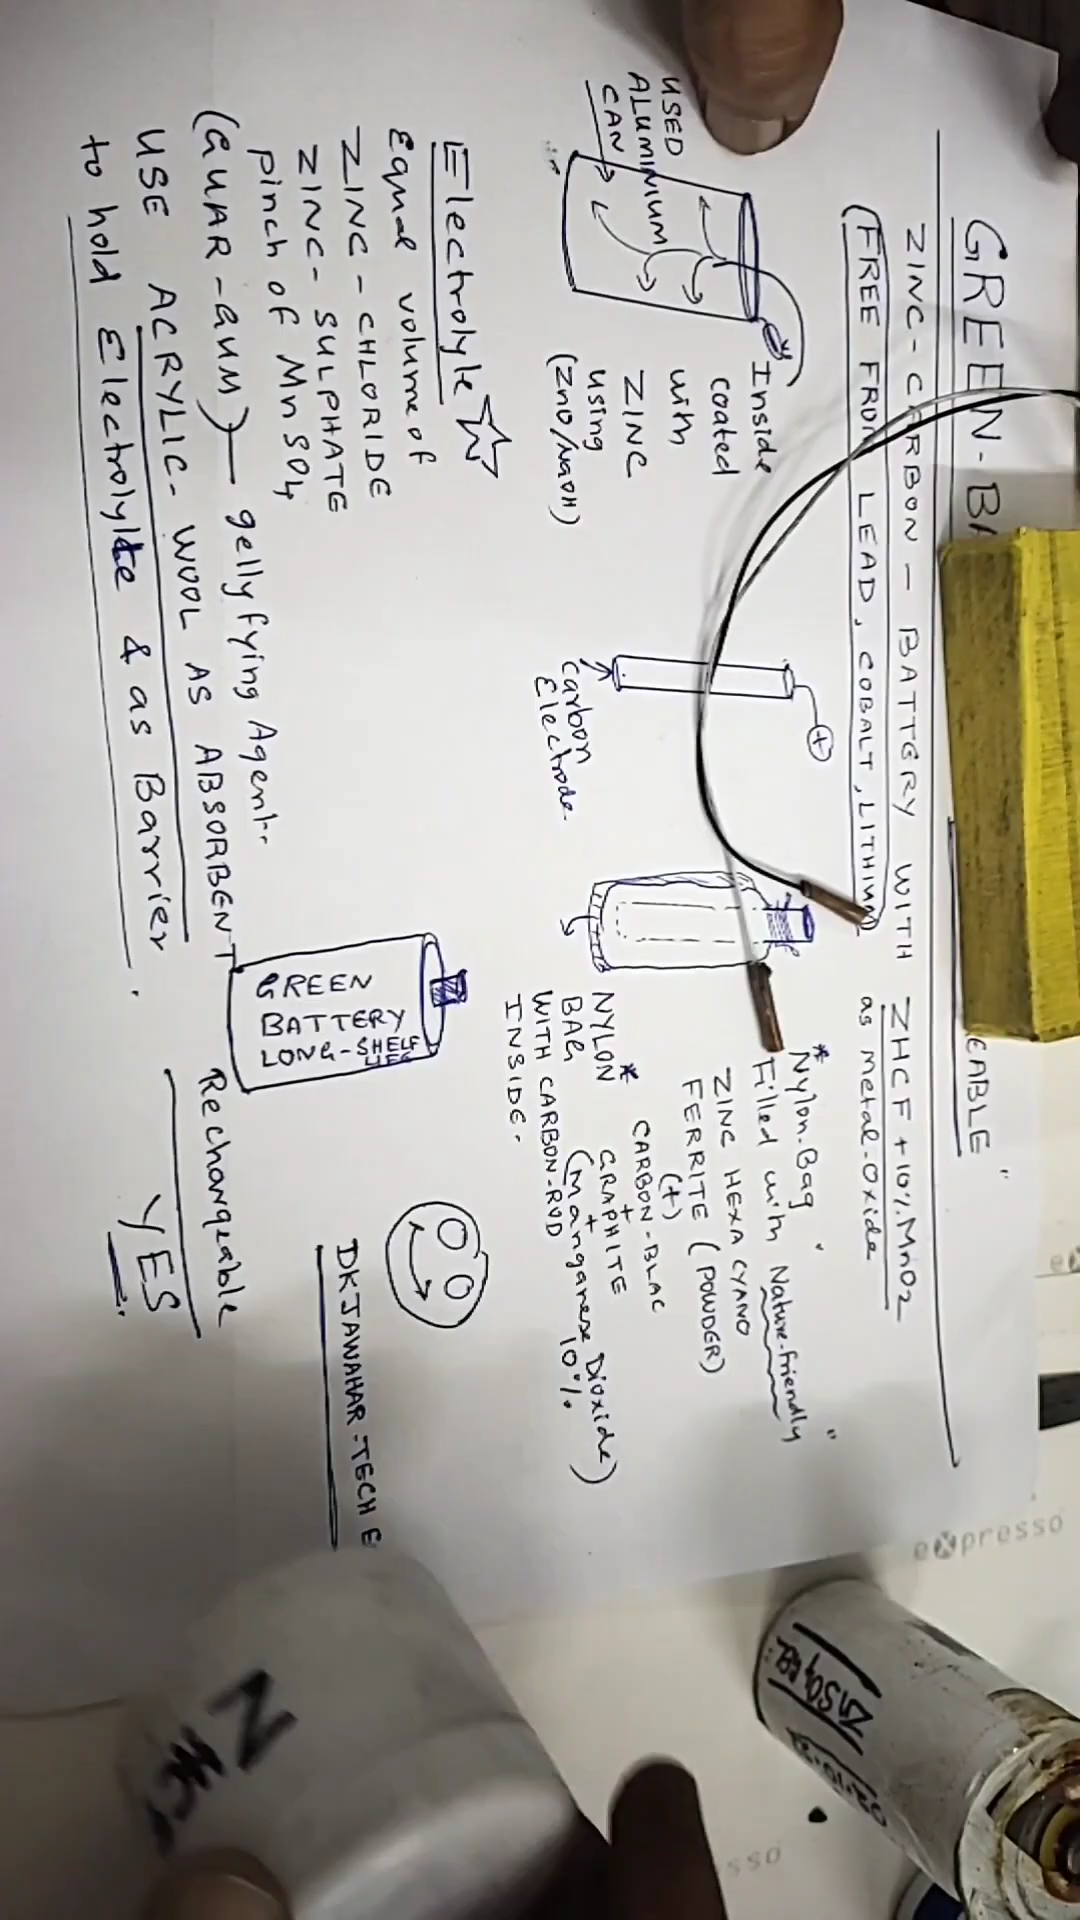 GREEN-BA
EABLE"
ZINC-CARBON-BATTERY WITH ZHCF+10% MnO2
(FREE FROM LEAD, COBALT, LITHIUM as metal-oxide
USED
ALUMINIUM
CAN
Inside
coated
with
ZINC
using
(ZnO/NaOH)
+
Carbon
Electrode.
*
Nylon-Bag
Filled with Nature-friendly"
ZINC HEXA CYANO
FERRITE (POWDER)
(+)
CARBON-BLAC
+
GRAPHITE
+
(Manganese Dioxide)
10%
*
NYLON
BAG
WITH CARBON-ROD
INSIDE.
Electrolyte
Equal volume of
ZINC-CHLORIDE
ZINC-SULPHATE
pinch of MnSO4
(GUAR-GUM) - gellyfying Agent.
USE ACRYLIC-WOOL AS ABSORBENT
to hold Electrolyte & as Barrier.
GREEN
BATTERY
LONG-SHELF
Rechargeable
YES
DKJAWAHAR-TECH E
expresso
ZnSO4 GEL
sso